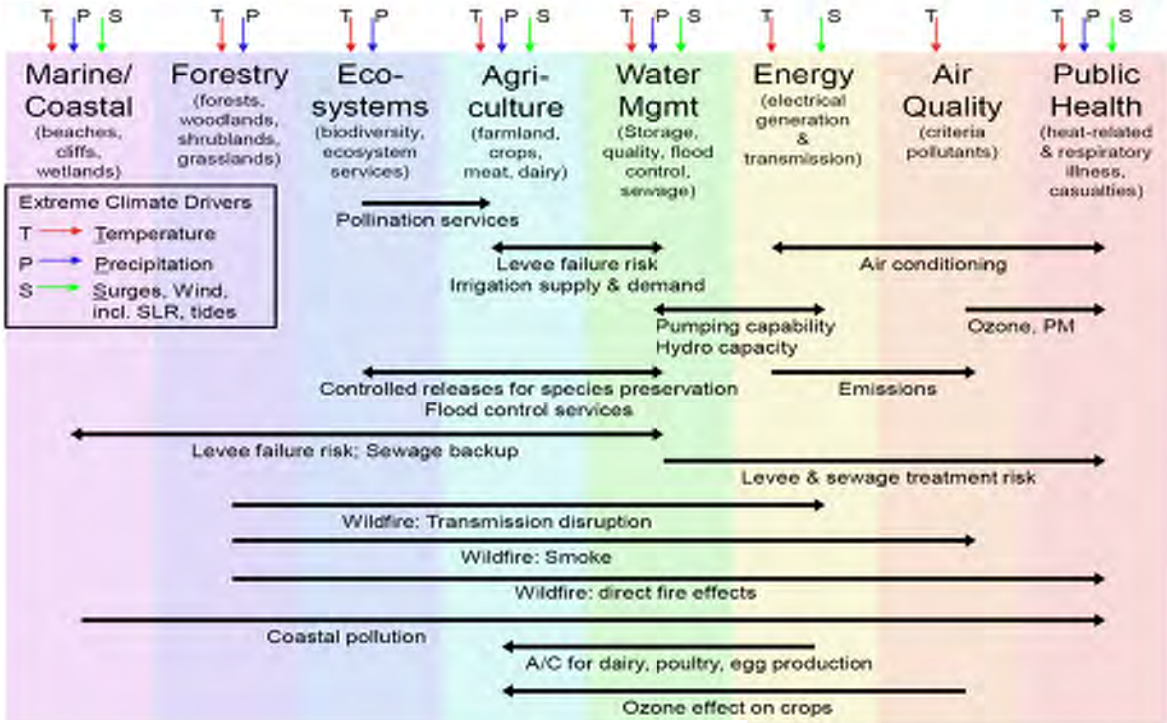 T P S
T P
T P
T P S
T P S
T S
T
T P S
Marine/
Coastal
(beaches,
cliffs,
wetlands)
Forestry
(forests,
woodlands,
shrublands,
grasslands)
Eco-
systems
(biodiversity,
ecosystem
services)
Agri-
culture
(farmland,
crops,
meat, dairy)
Water
Mgmt
(Storage,
quality, flood
control,
sewage)
Energy
(electrical
generation
&
transmission)
Air
Quality
(criteria
pollutants)
Public
Health
(heat-related
& respiratory
illness,
casualties)
Extreme Climate Drivers
T Temperature
P Precipitation
S Surges, Wind,
incl. SLR, tides
Pollination services
Levee failure risk
Irrigation supply & demand
Air conditioning
Pumping capability
Hydro capacity
Ozone, PM
Controlled releases for species preservation
Flood control services
Emissions
Levee failure risk; Sewage backup
Levee & sewage treatment risk
Wildfire: Transmission disruption
Wildfire: Smoke
Wildfire: direct fire effects
Coastal pollution
A/C for dairy, poultry, egg production
Ozone effect on crops